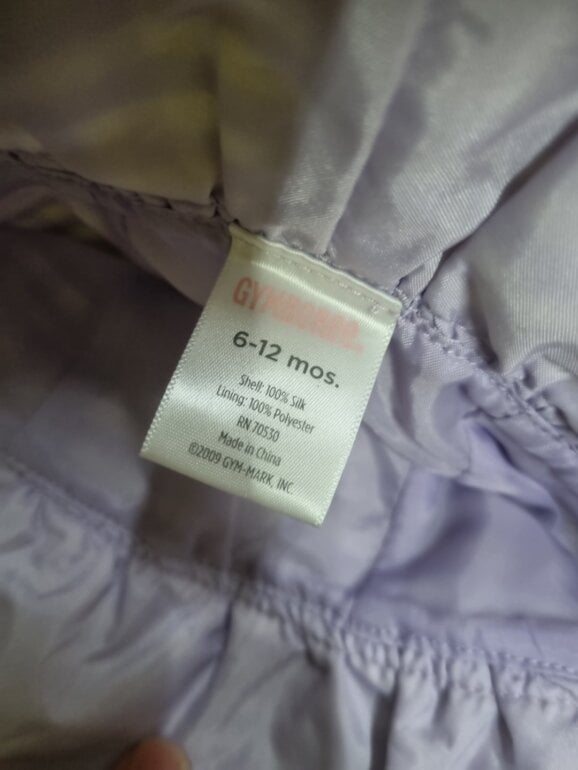 GYMBOREE
6-12 mos.
Shell: 100% Silk
Lining: 100% Polyester
RN 70530
Made in China
©2009 GYM-MARK, INC.